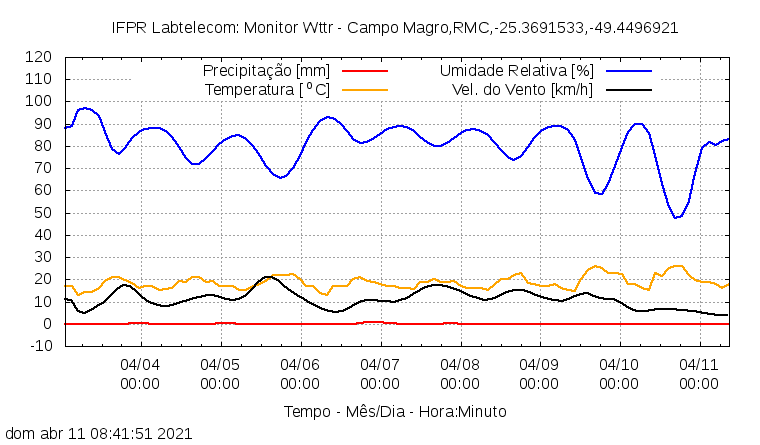 IFPR Labtelecom: Monitor Wttr - Campo Magro,RMC,-25.3691533,-49.4496921
120
110
100
90
80
70
60
50
40
30
20
10
0
-10
Precipitação [mm]
Temperatura [⁰C]
Umidade Relativa [%]
Vel. do Vento [km/h]
04/04 04/05 04/06 04/07 04/08 04/09 04/10 04/11
00:00 00:00 00:00 00:00 00:00 00:00 00:00 00:00
Tempo - Mês/Dia - Hora:Minuto
dom abr 11 08:41:51 2021